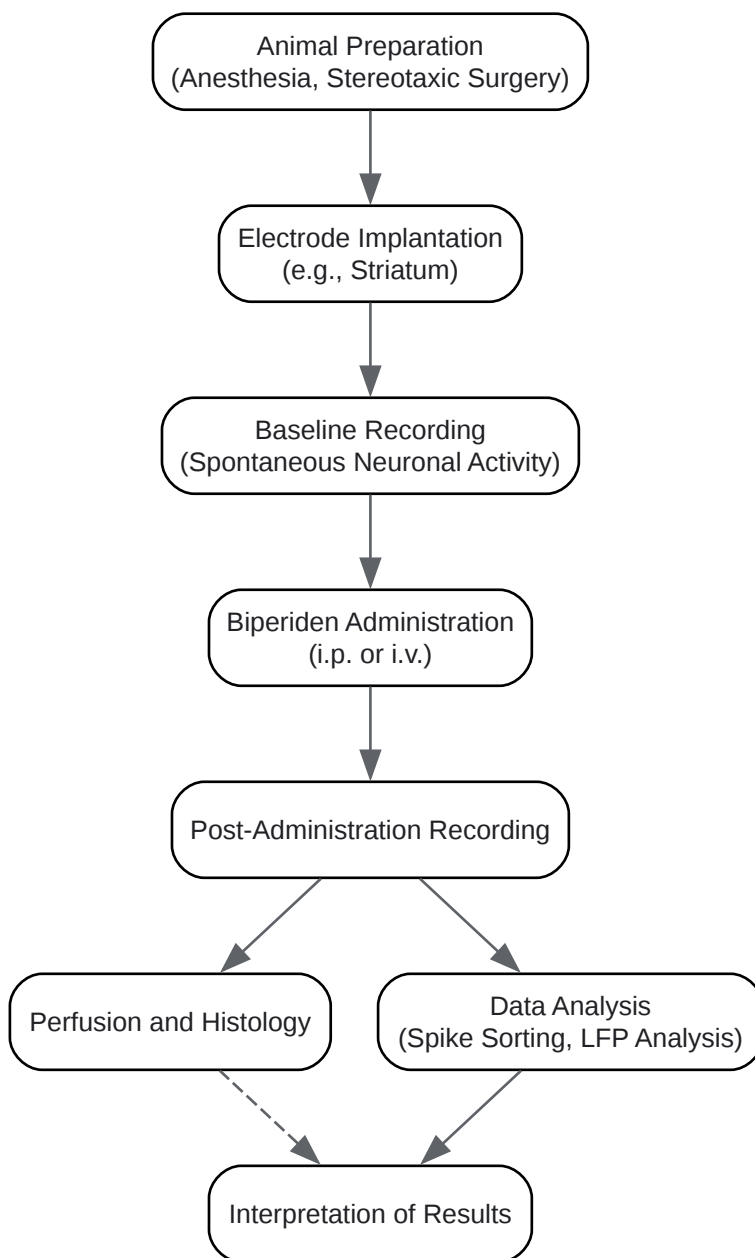 Animal Preparation
(Anesthesia, Stereotaxic Surgery)
Electrode Implantation
(e.g., Striatum)
Baseline Recording
(Spontaneous Neuronal Activity)
Biperiden Administration
(i.p. or i.v.)
Post-Administration Recording
Perfusion and Histology
Data Analysis
(Spike Sorting, LFP Analysis)
Interpretation of Results